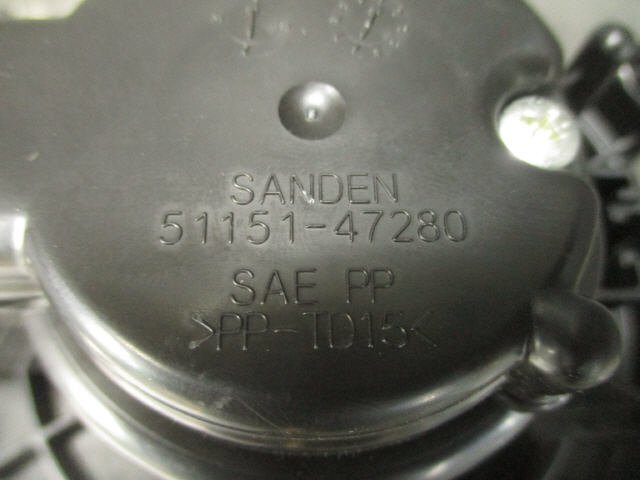 SANDEN
51151-47280
SAE PP
>PP-TD15<